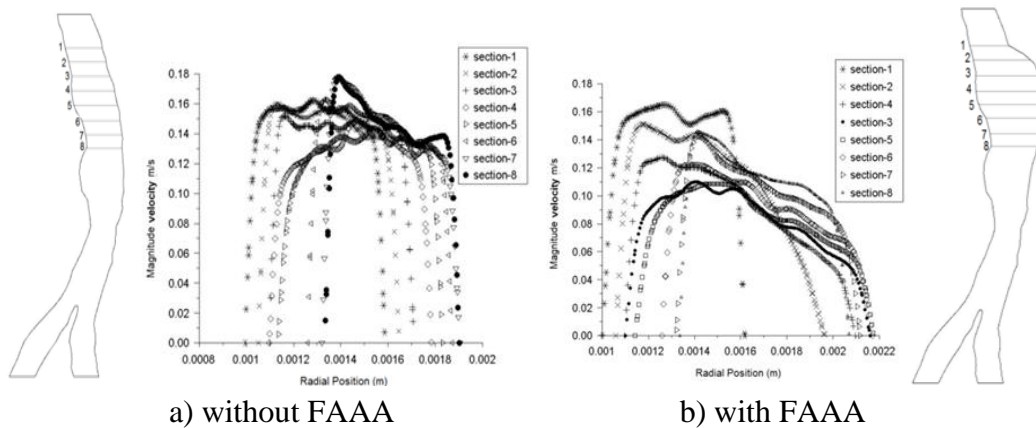 1
2
3
4
5
6
7
8
Magnitude velocity m/s
0.18
0.16
0.14
0.12
0.10
0.08
0.06
0.04
0.02
0.00
0.0008
0.001
0.0012
0.0014
0.0016
0.0018
0.002
Radial Position (m)
section-1
section-2
section-3
section-4
section-5
section-6
section-7
section-8
a) without FAAA
Magnitude velocity m/s
0.20
0.18
0.16
0.14
0.12
0.10
0.08
0.06
0.04
0.02
0.00
0.001
0.0012
0.0014
0.0016
0.0018
0.002
0.0022
Radial Position (m)
section-1
section-2
section-4
section-3
section-5
section-6
section-7
section-8
1
2
3
4
5
6
7
8
b) with FAAA